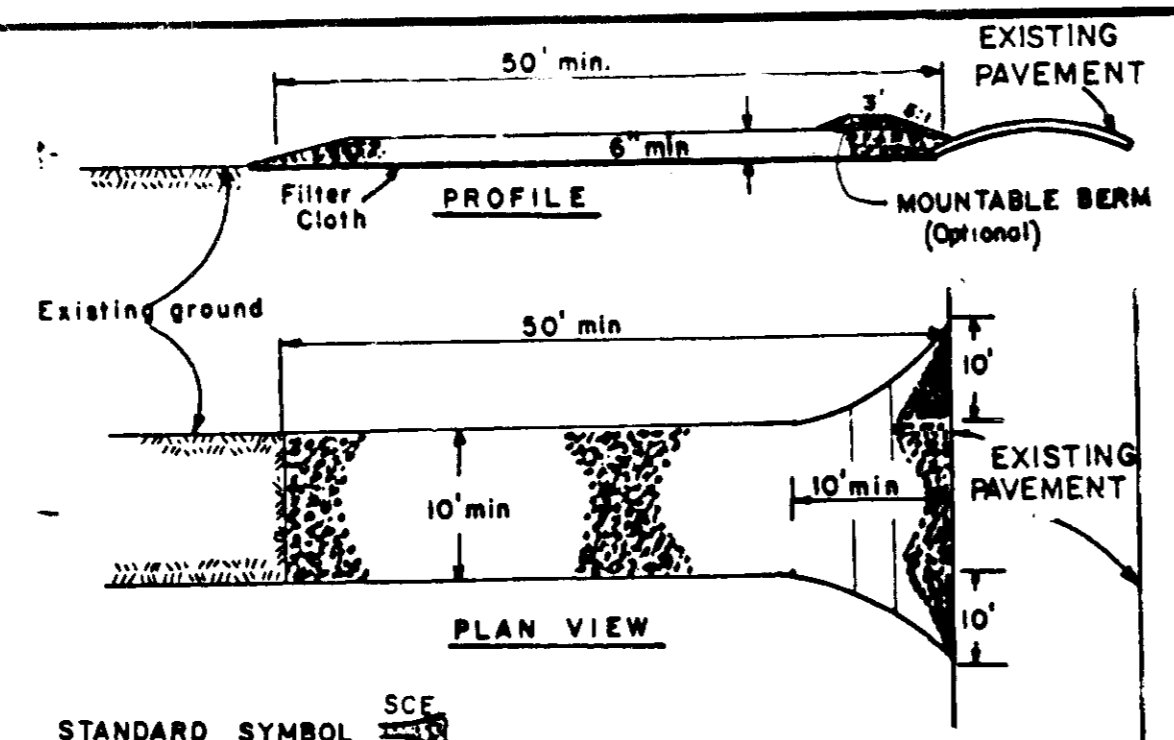 EXISTING
PAVEMENT
50' min.
3'
6" min
Filter
Cloth
PROFILE
MOUNTABLE BERM
(Optional)
Existing ground
50' min
10'
10' min
10' min
EXISTING
PAVEMENT
10'
PLAN VIEW
SCE
STANDARD SYMBOL